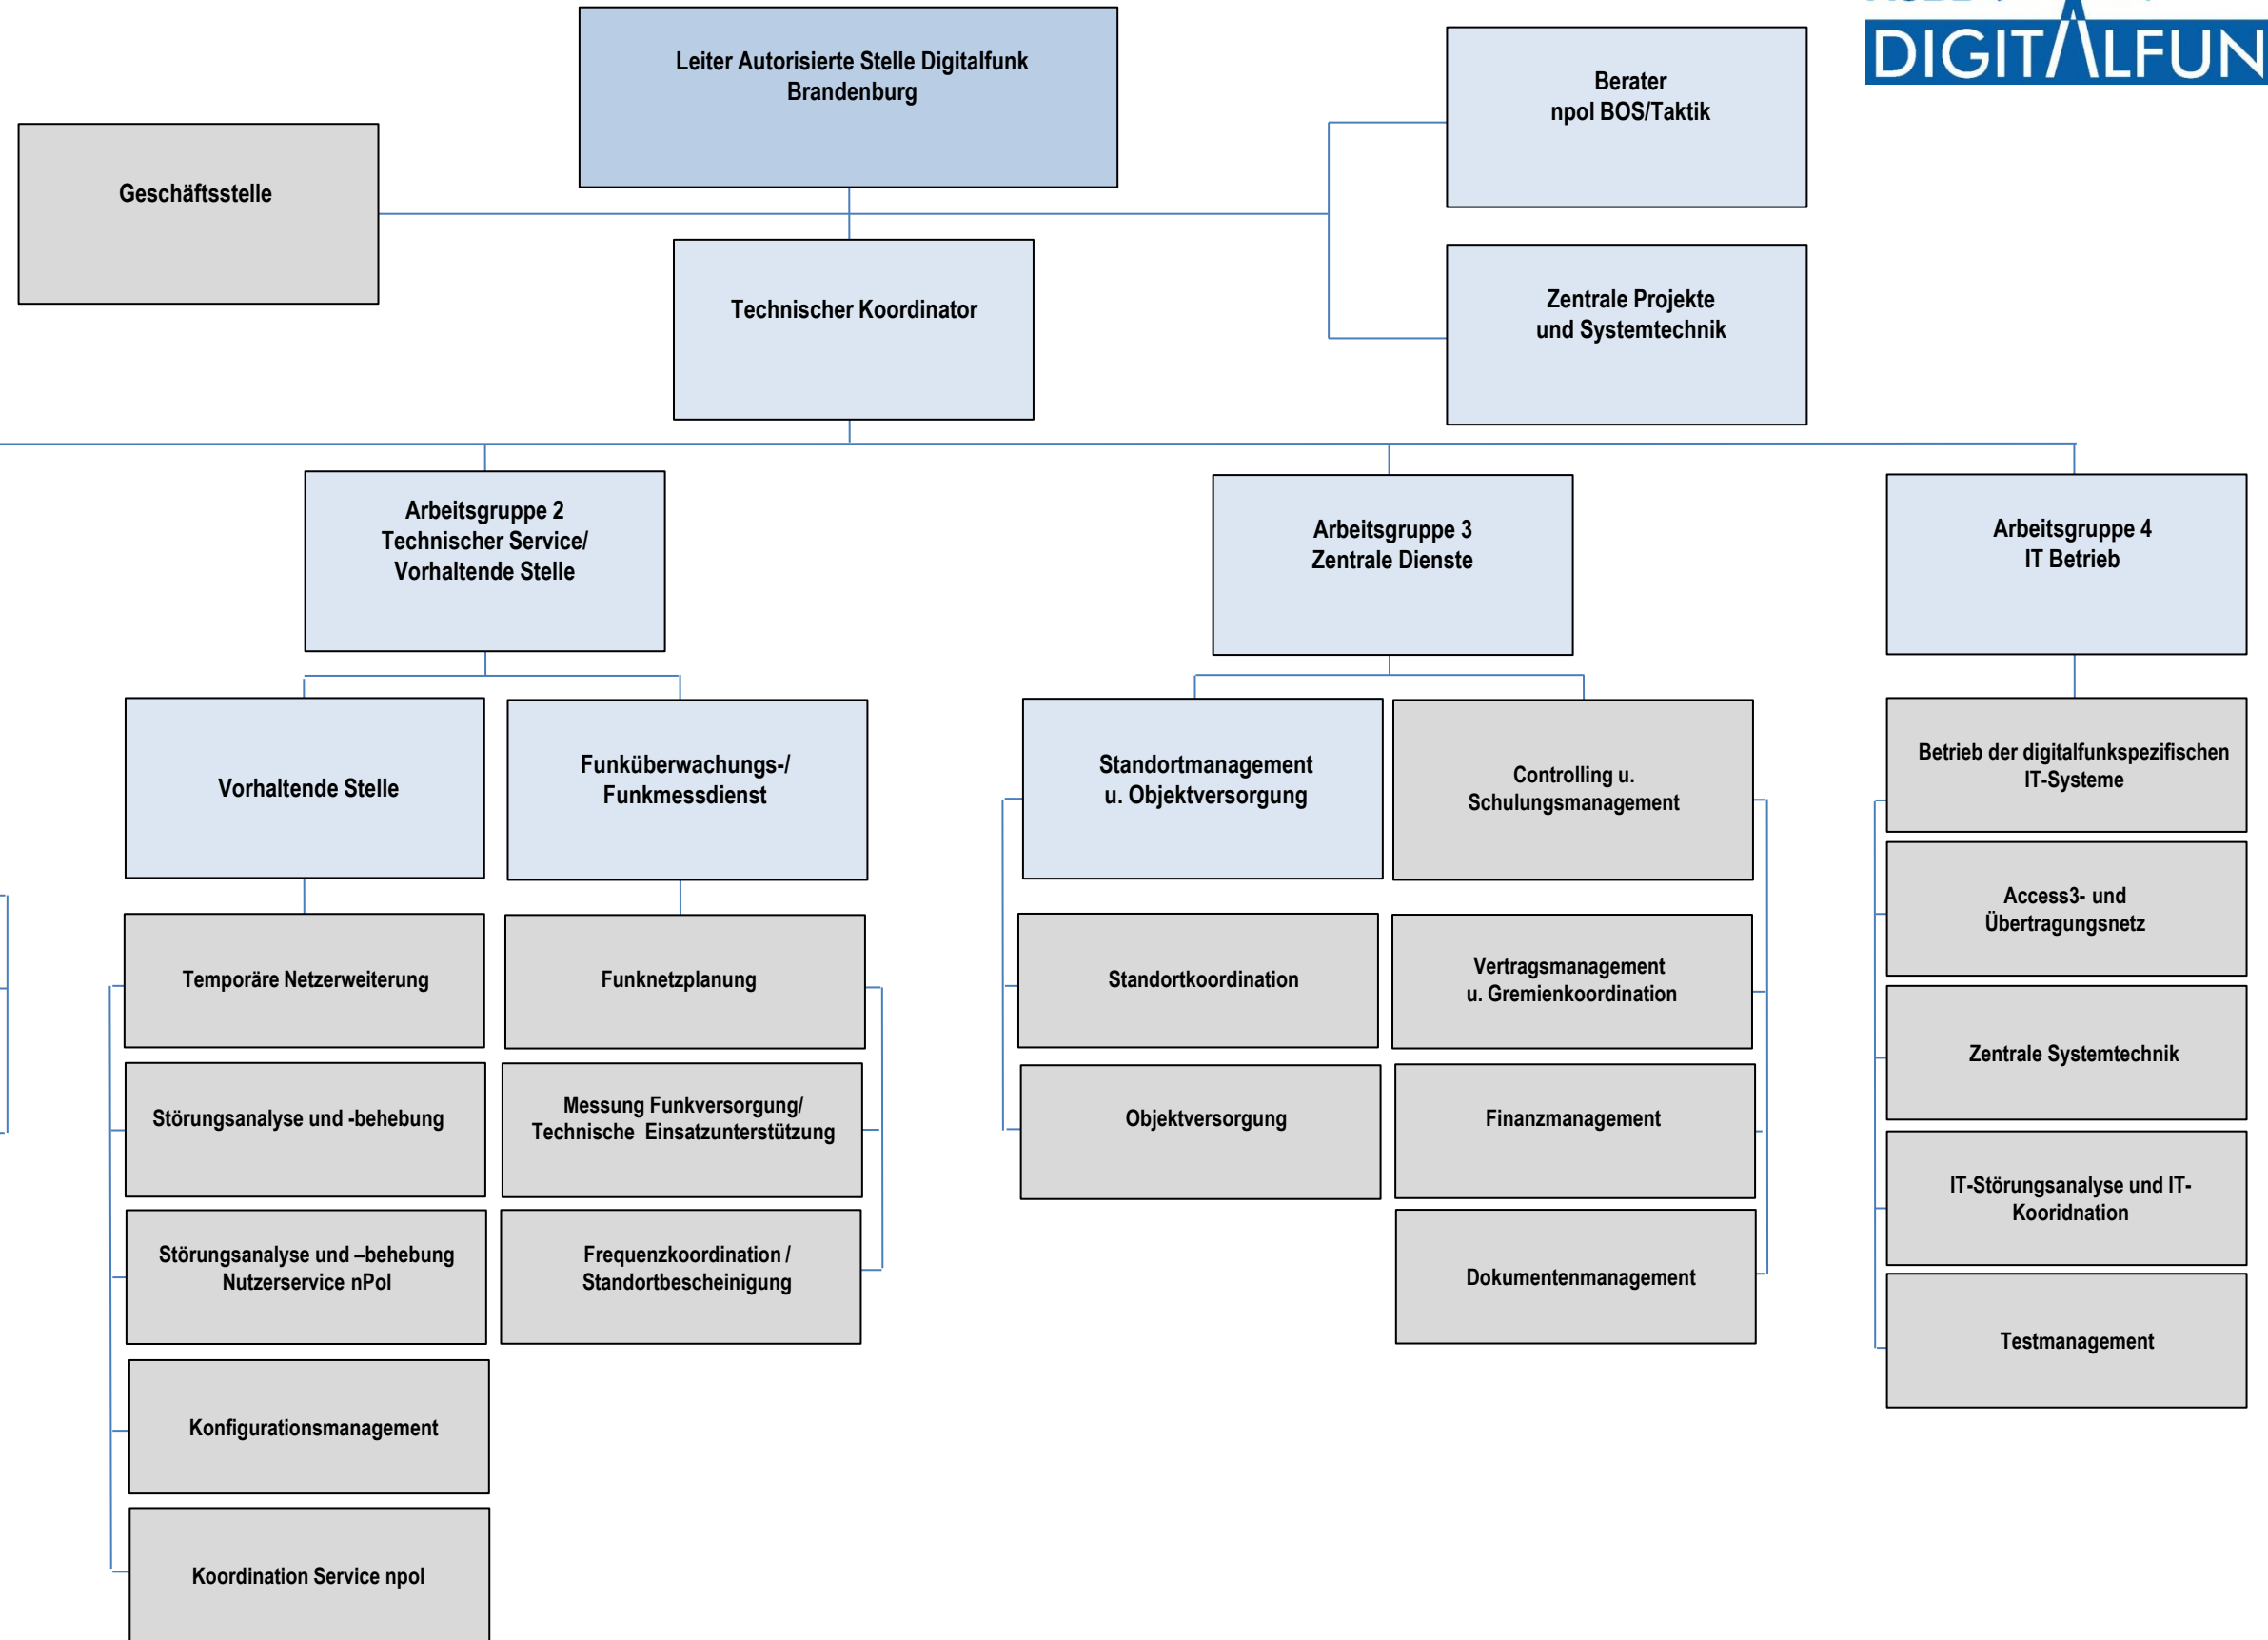 DIGITALFUN
Leiter Autorisierte Stelle Digitalfunk
Brandenburg
Berater
npol BOS/Taktik
Geschäftsstelle
Technischer Koordinator
Zentrale Projekte
und Systemtechnik
Arbeitsgruppe 2
Technischer Service/
Vorhaltende Stelle
Arbeitsgruppe 3
Zentrale Dienste
Arbeitsgruppe 4
IT Betrieb
Vorhaltende Stelle
Funküberwachungs-/
Funkmessdienst
Standortmanagement
u. Objektversorgung
Controlling u.
Schulungsmanagement
Betrieb der digitalfunkspezifischen
IT-Systeme
Access3- und
Übertragungsnetz
Temporäre Netzerweiterung
Funknetzplanung
Standortkoordination
Vertragsmanagement
u. Gremienkoordination
Zentrale Systemtechnik
Störungsanalyse und -behebung
Messung Funkversorgung/
Technische  Einsatzunterstützung
Objektversorgung
Finanzmanagement
IT-Störungsanalyse und IT-
Kooridnation
Störungsanalyse und –behebung
Nutzerservice nPol
Frequenzkoordination /
Standortbescheinigung
Dokumentenmanagement
Testmanagement
Konfigurationsmanagement
Koordination Service npol